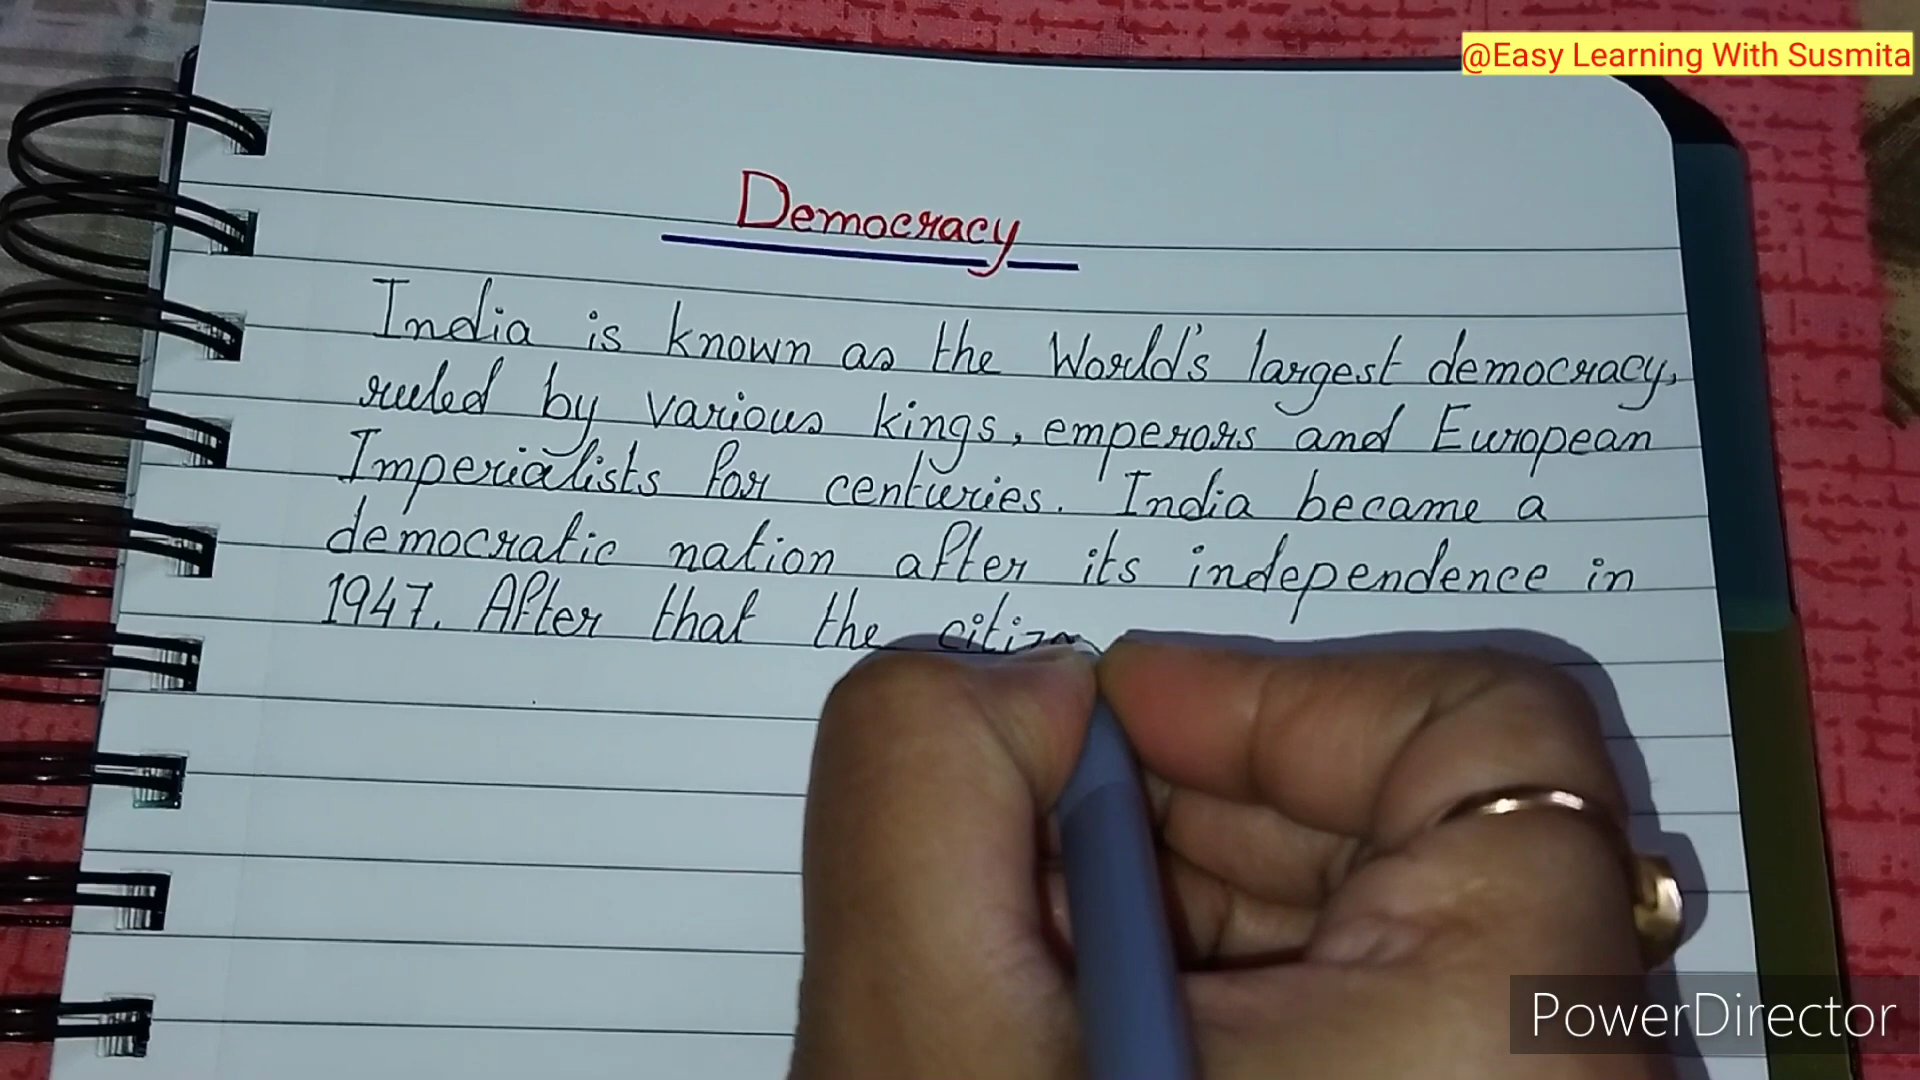 @Easy Learning With Susmita
Democracy
India is known as the World's largest democracy,
ruled by various kings, emperors and European
Imperialists for centuries. India became a
democratic nation after its independence in
1947. After that the
PowerDirector